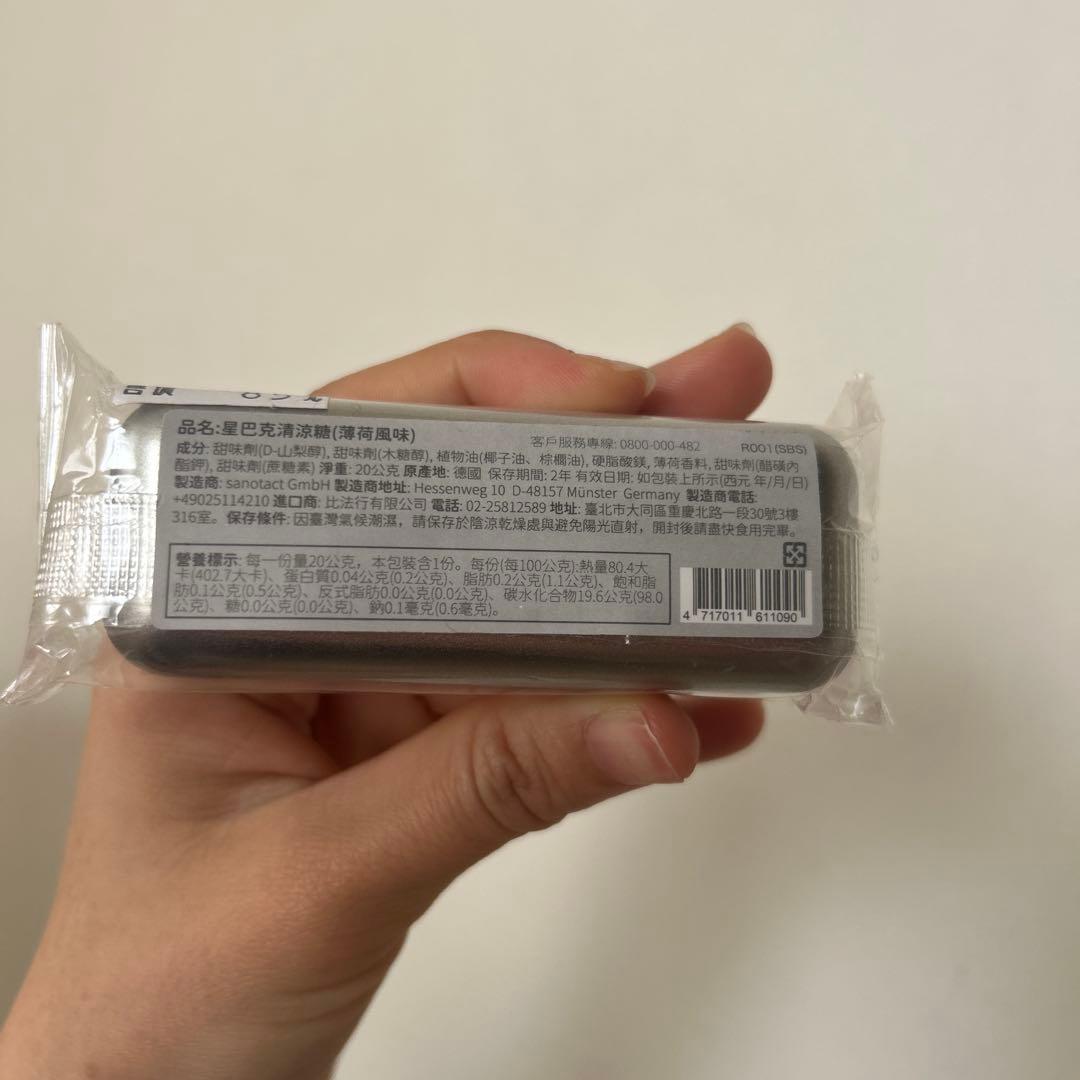 品名:星巴克清涼糖(薄荷風味)
客戶服務專線: 0800-000-482
R001(SBS)
成分: 甜味劑(D-山梨醇), 甜味劑(木糖醇), 植物油(椰子油、棕櫚油), 硬脂酸鎂, 薄荷香料, 甜味劑(醋磺內
酯鉀), 甜味劑(蔗糖素) 淨重: 20公克 原產地: 德國 保存期間: 2年 有效日期: 如包裝上所示(西元 年/月/日)
製造商: sanotact GmbH 製造商地址: Hessenweg 10 D-48157 Münster Germany 製造商電話:
+49025114210 進口商: 比法行有限公司 電話: 02-25812589 地址: 臺北市大同區重慶北路一段30號3樓
316室。保存條件: 因臺灣氣候潮濕，請保存於陰涼乾燥處與避免陽光直射，開封後請盡快食用完畢。
營養標示: 每一份量20公克，本包裝含1份。每份(每100公克):熱量80.4大
卡(402.7大卡)、蛋白質0.04公克(0.2公克)、脂肪0.2公克(1.1公克)、飽和脂
肪0.1公克(0.5公克)、反式脂肪0.0公克(0.0公克)、碳水化合物19.6公克(98.0
公克)、糖0.0公克(0.0公克)、鈉0.1毫克(0.6毫克)。
4 717011 611090